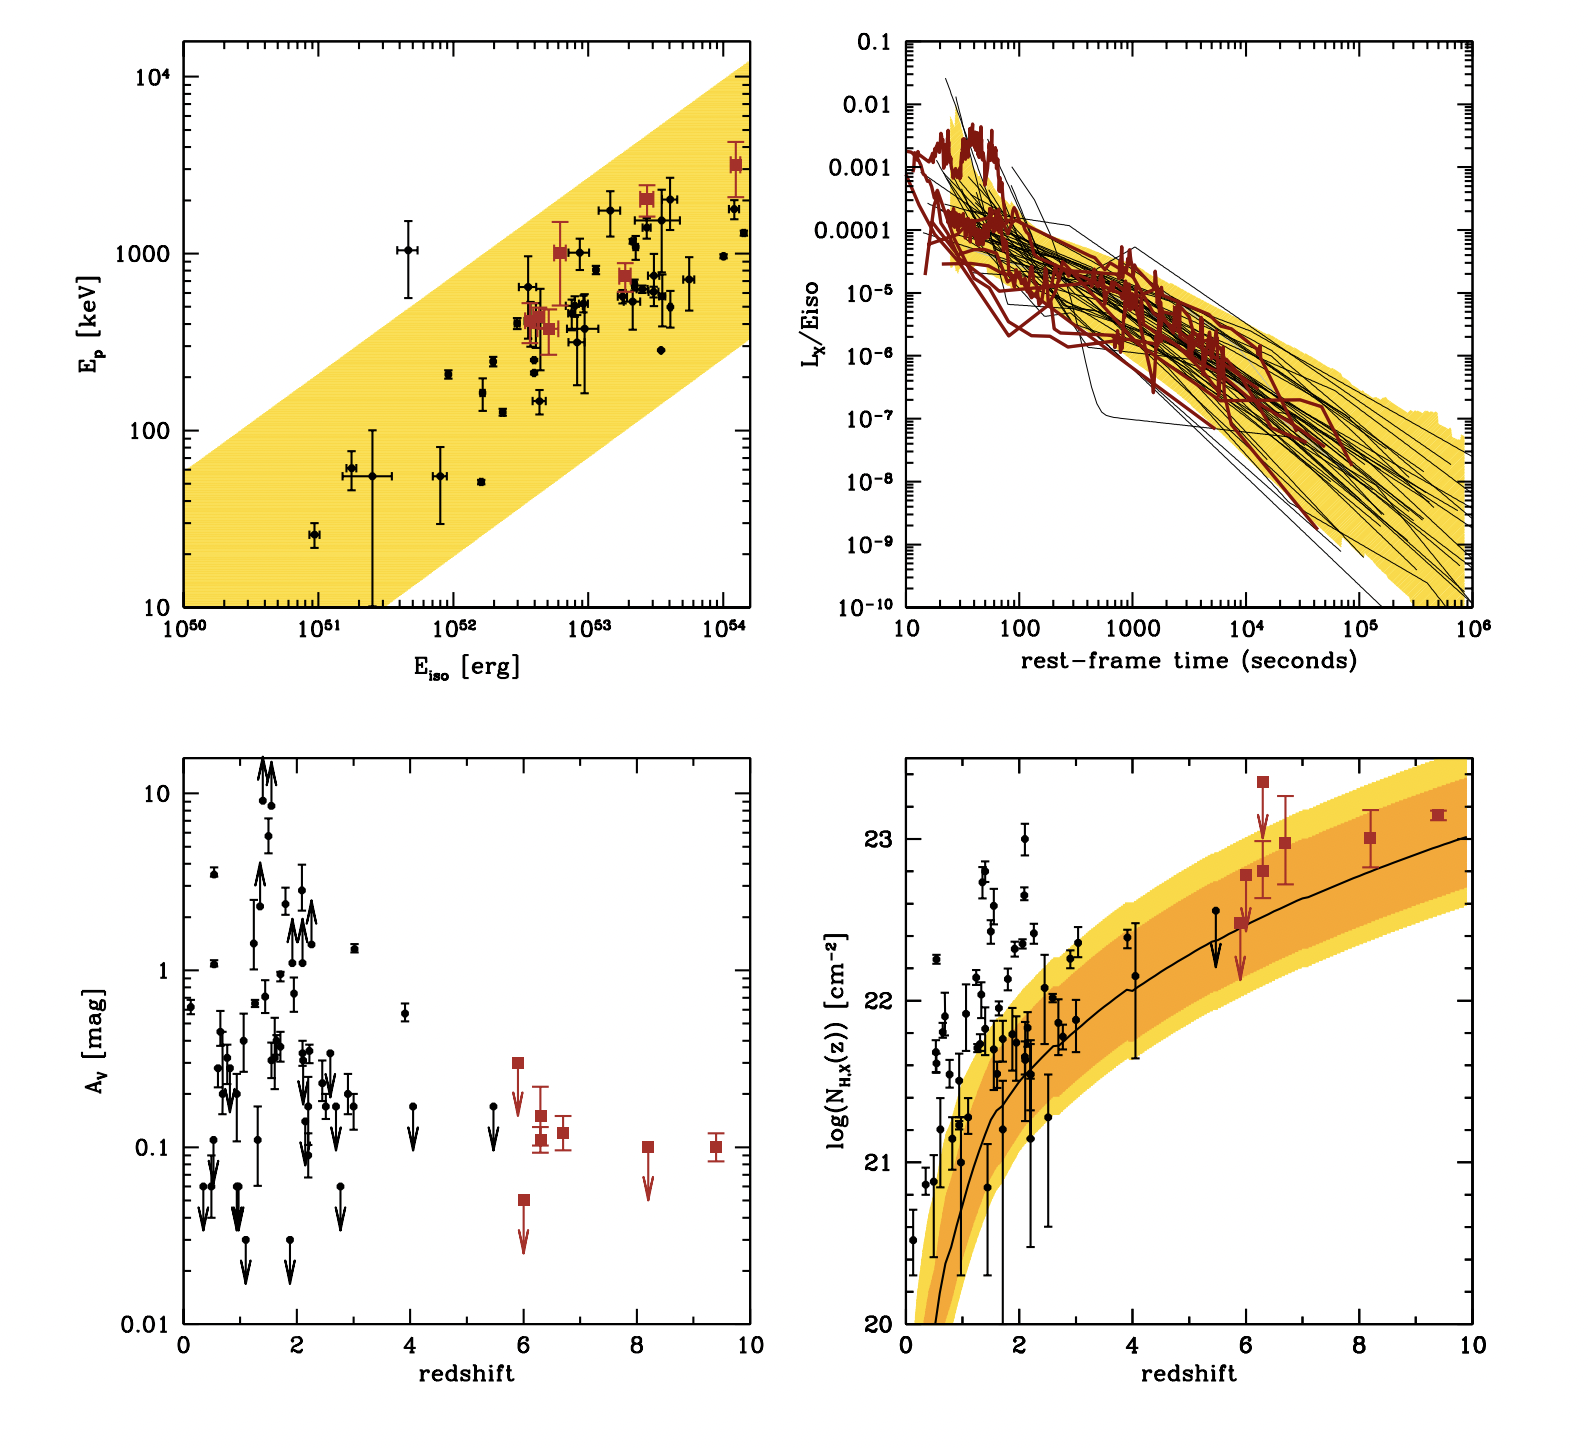 10⁴
1000
100
10
E_p [keV]
10⁵⁰ 10⁵¹ 10⁵² 10⁵³ 10⁵⁴
E_iso [erg]
0.1
0.01
0.001
0.0001
10⁻⁵
10⁻⁶
10⁻⁷
10⁻⁸
10⁻⁹
10⁻¹⁰
L_X/Eiso
10 100 1000 10⁴ 10⁵ 10⁶
rest-frame time (seconds)
10
1
0.1
0.01
A_V [mag]
0 2 4 6 8 10
redshift
23
22
21
20
log(N_H,X(z)) [cm⁻²]
0 2 4 6 8 10
redshift